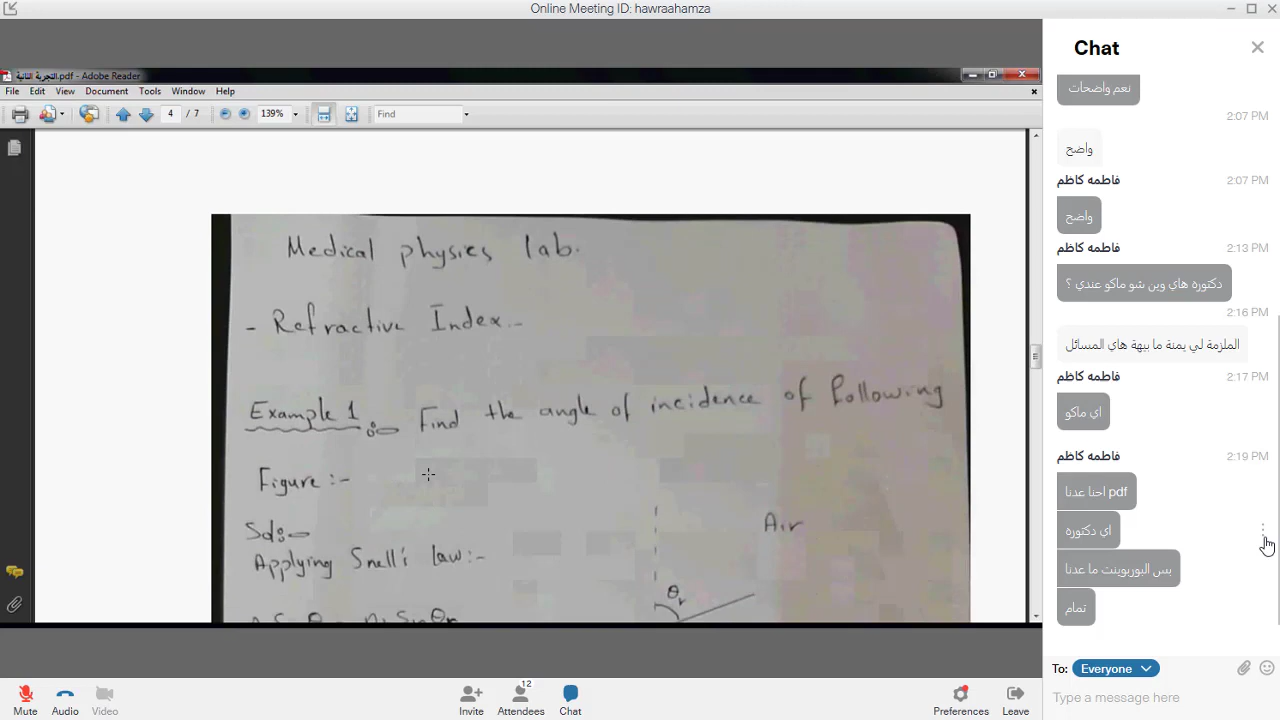 Online Meeting ID: hawraahamza
التجربة الثانية.pdf - Adobe Reader
File Edit View Document Tools Window Help
4 / 7 139% Find
Medical physics lab.
- Refractive Index.-
Example 1:- Find the angle of incidence of following
Figure :-
Sol:-
Air
Applying Snell's law:-
θr
Chat
نعم واضحات
2:07 PM
واضح
فاطمه كاظم 2:07 PM
واضح
فاطمه كاظم 2:13 PM
دكتوره هاي وين شو ماكو عندي ؟
2:16 PM
الملزمة لي يمنة ما بيهة هاي المسائل
فاطمه كاظم 2:17 PM
اي ماكو
فاطمه كاظم 2:19 PM
احنا عدنا pdf
اي دكتوره
بس البوربوينت ما عدنا
تمام
To: Everyone
Type a message here
Mute Audio Video Invite 12 Attendees Chat Preferences Leave